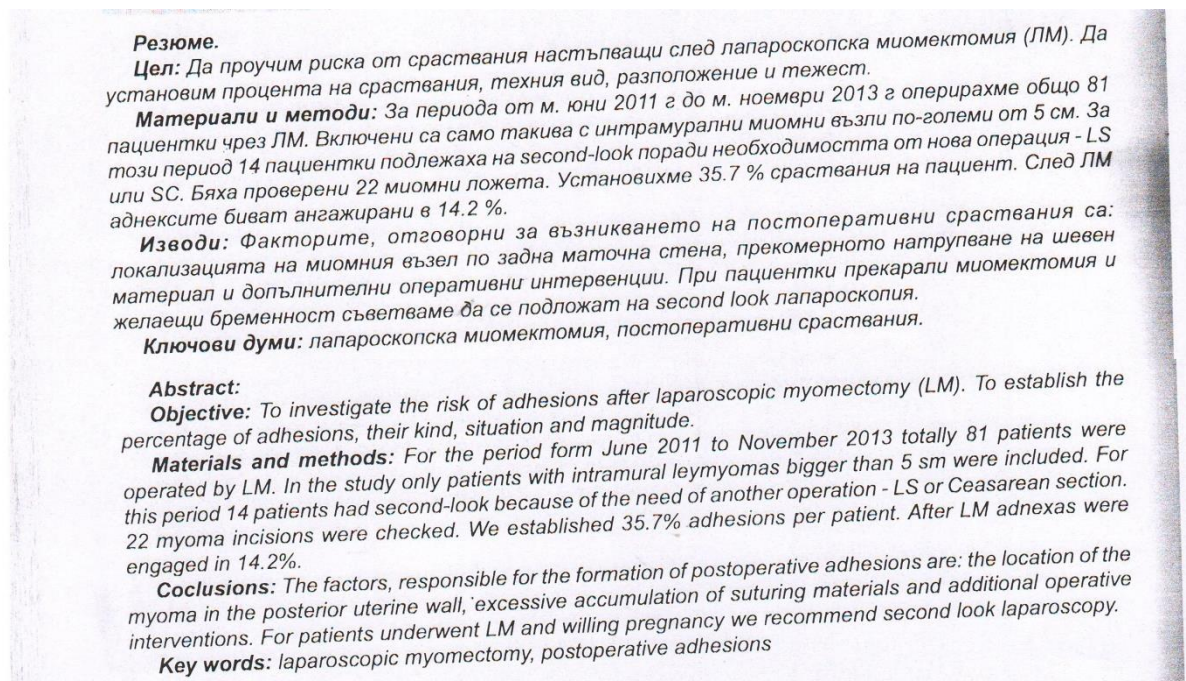 Резюме.
Цел: Да проучим риска от сраствания настъпващи след лапароскопска миомектомия (ЛМ). Да
установим процента на сраствания, техния вид, разположение и тежест.
Материали и методи: За периода от м. юни 2011 г до м. ноември 2013 г оперирахме общо 81
пациентки чрез ЛМ. Включени са само такива с интрамурални миомни възли по-големи от 5 см. За
този период 14 пациентки подлежаха на second-look поради необходимостта от нова операция - LS
или SC. Бяха проверени 22 миомни ложета. Установихме 35.7 % сраствания на пациент. След ЛМ
аднексите биват ангажирани в 14.2 %.
Изводи: Факторите, отговорни за възникването на постоперативни сраствания са:
локализацията на миомния възел по задна маточна стена, прекомерното натрупване на шевен
материал и допълнителни оперативни интервенции. При пациентки прекарали миомектомия и
желаещи бременност съветваме да се подложат на second look лапароскопия.
Ключови думи: лапароскопска миомектомия, постоперативни сраствания.
Abstract:
Objective: To investigate the risk of adhesions after laparoscopic myomectomy (LM). To establish the
percentage of adhesions, their kind, situation and magnitude.
Materials and methods: For the period form June 2011 to November 2013 totally 81 patients were
operated by LM. In the study only patients with intramural leymyomas bigger than 5 sm were included. For
this period 14 patients had second-look because of the need of another operation - LS or Ceasarean section.
22 myoma incisions were checked. We established 35.7% adhesions per patient. After LM adnexas were
engaged in 14.2%.
Coclusions: The factors, responsible for the formation of postoperative adhesions are: the location of the
myoma in the posterior uterine wall, excessive accumulation of suturing materials and additional operative
interventions. For patients underwent LM and willing pregnancy we recommend second look laparoscopy.
Key words: laparoscopic myomectomy, postoperative adhesions